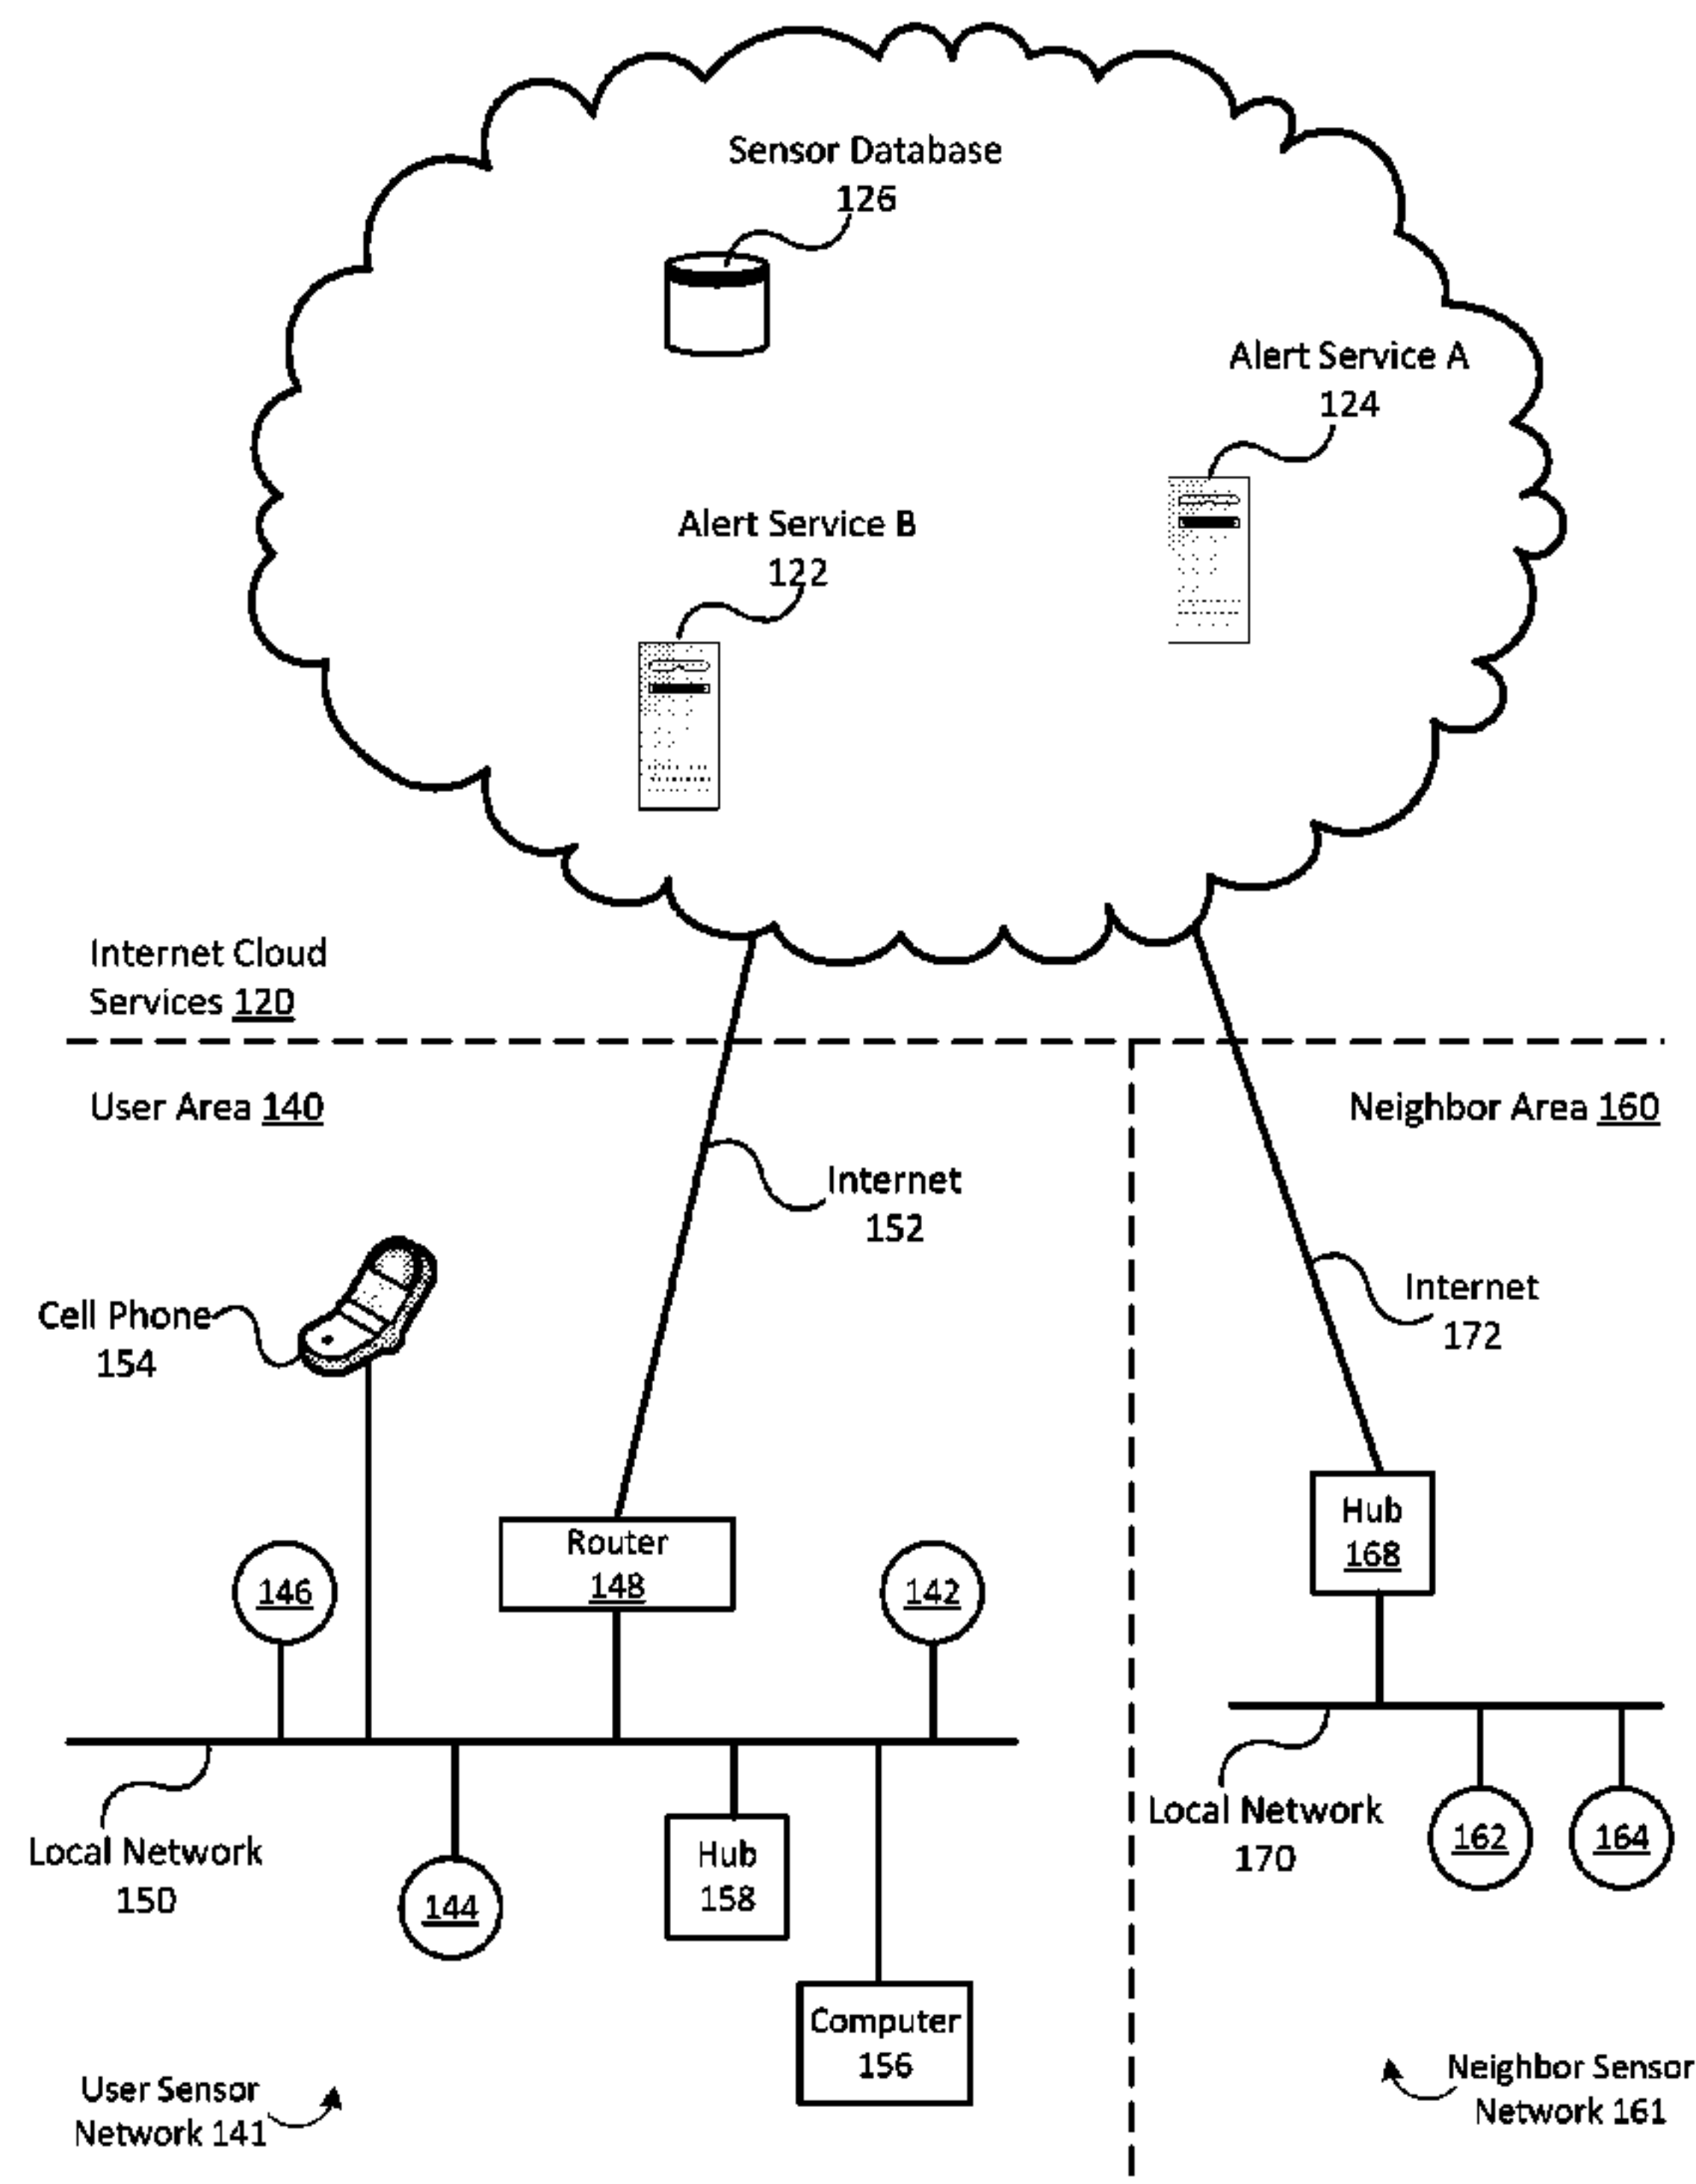 Sensor Database
126
Alert Service A
124
Alert Service B
122
Internet Cloud
Services 120
User Area 140
Neighbor Area 160
Internet
152
Internet
172
Cell Phone
154
Hub
168
Router
148
146
142
Local Network
150
144
Hub
158
Local Network
170
162
164
Computer
156
User Sensor
Network 141
Neighbor Sensor
Network 161